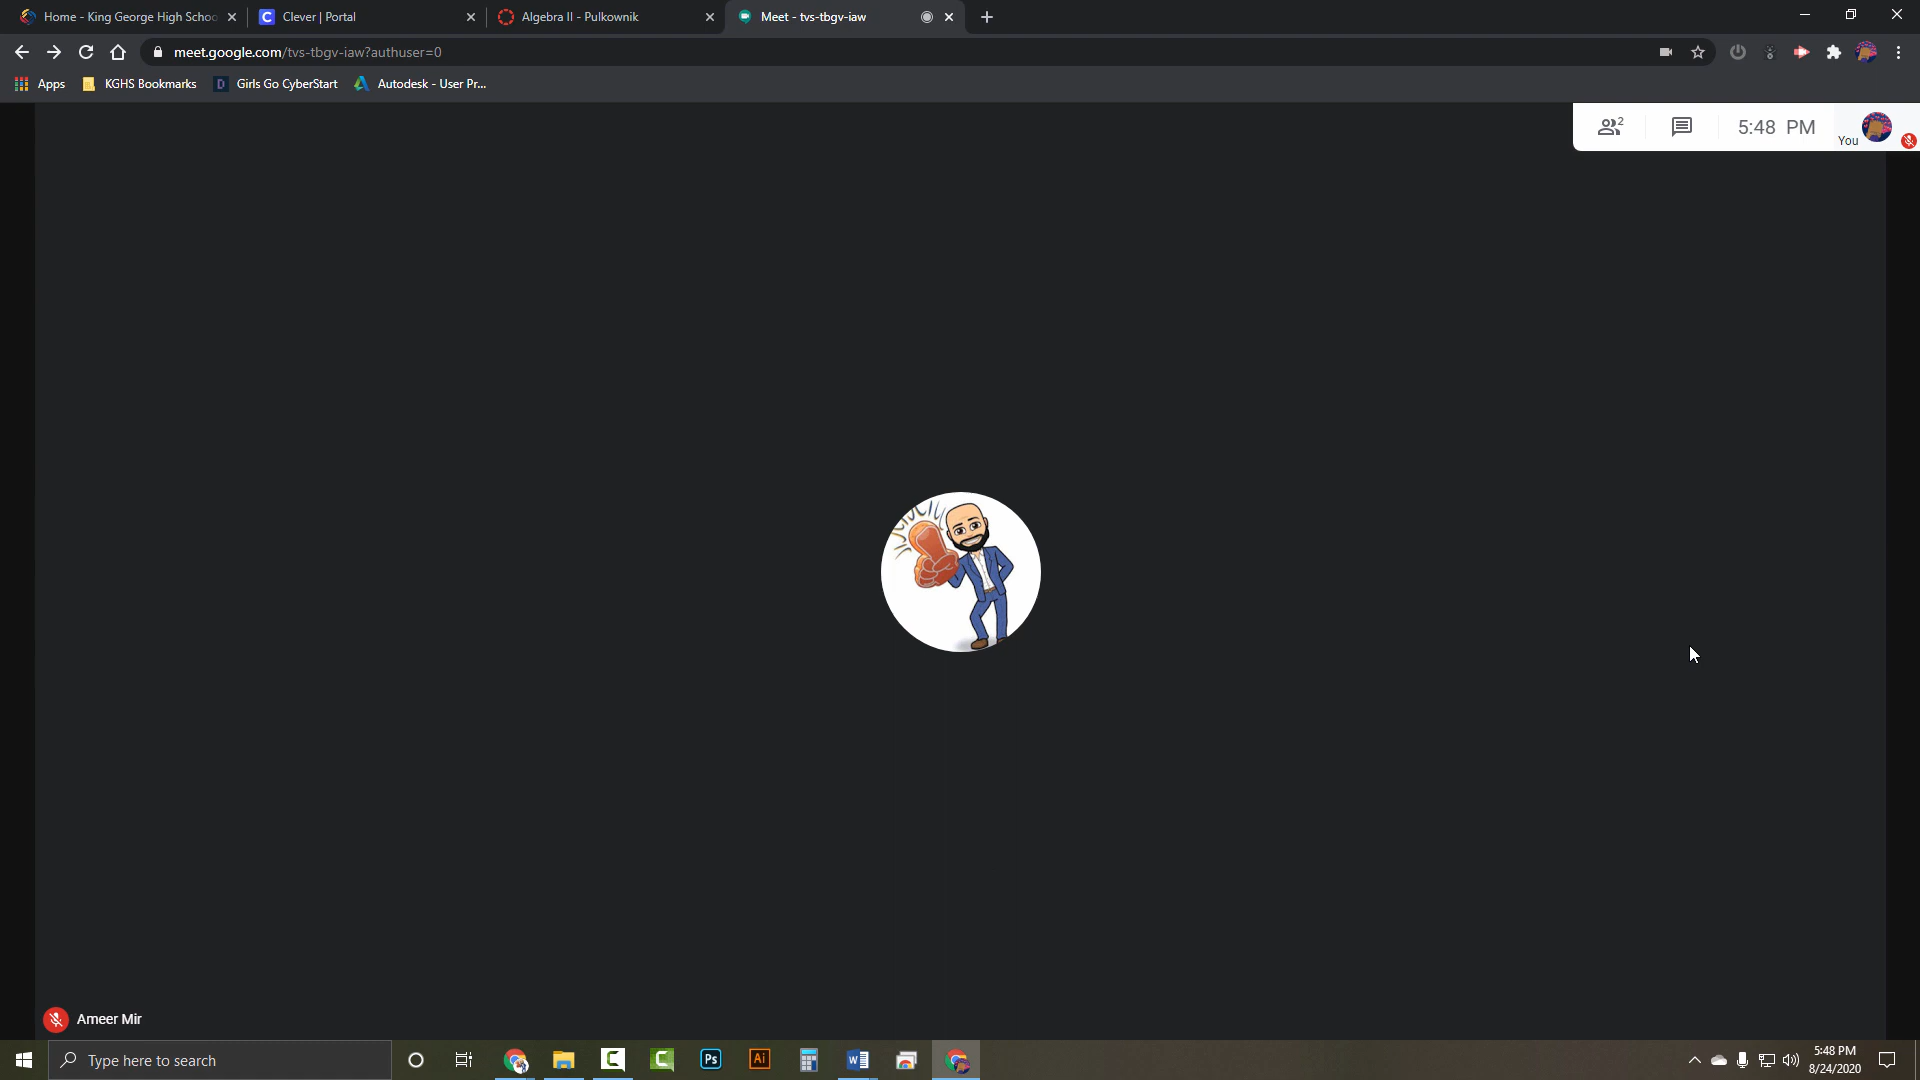 Home - King George High Schoo
Clever | Portal
Algebra II - Pulkownik
Meet - tvs-tbgv-iaw
meet.google.com/tvs-tbgv-iaw?authuser=0
Apps
KGHS Bookmarks
Girls Go CyberStart
Autodesk - User Pr...
2
5:48 PM
You
Ameer Mir
Type here to search
Ps
Ai
5:48 PM
8/24/2020